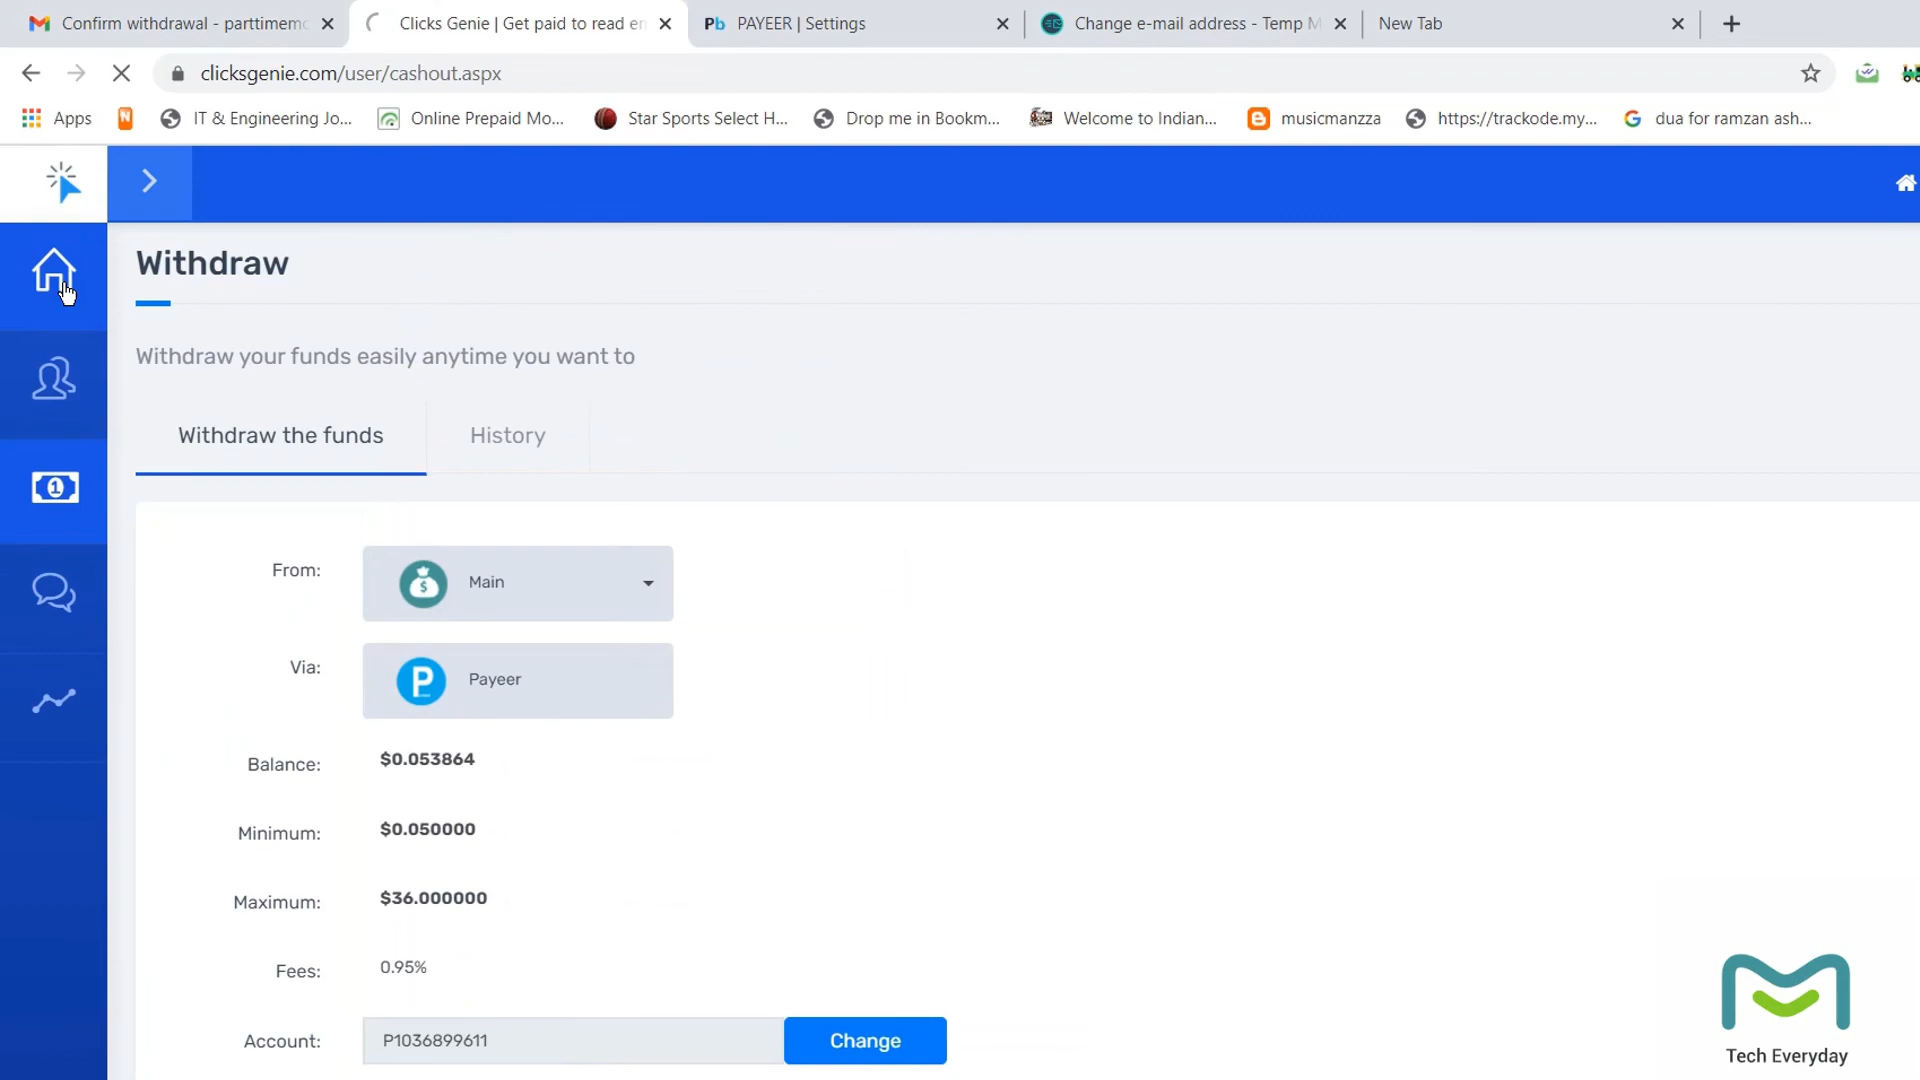 Confirm withdrawal - parttimemo
Clicks Genie | Get paid to read em
Pb PAYEER | Settings
Change e-mail address - Temp M
New Tab
clicksgenie.com/user/cashout.aspx
Apps
N
IT & Engineering Jo...
Online Prepaid Mo...
Star Sports Select H...
Drop me in Bookm...
Welcome to Indian...
musicmanzza
https://trackode.my...
dua for ramzan ash...
Withdraw
Withdraw your funds easily anytime you want to
Withdraw the funds
History
From:
Main
Via:
P Payeer
Balance:
$0.053864
Minimum:
$0.050000
Maximum:
$36.000000
Fees:
0.95%
Account:
P1036899611
Change
Tech Everyday